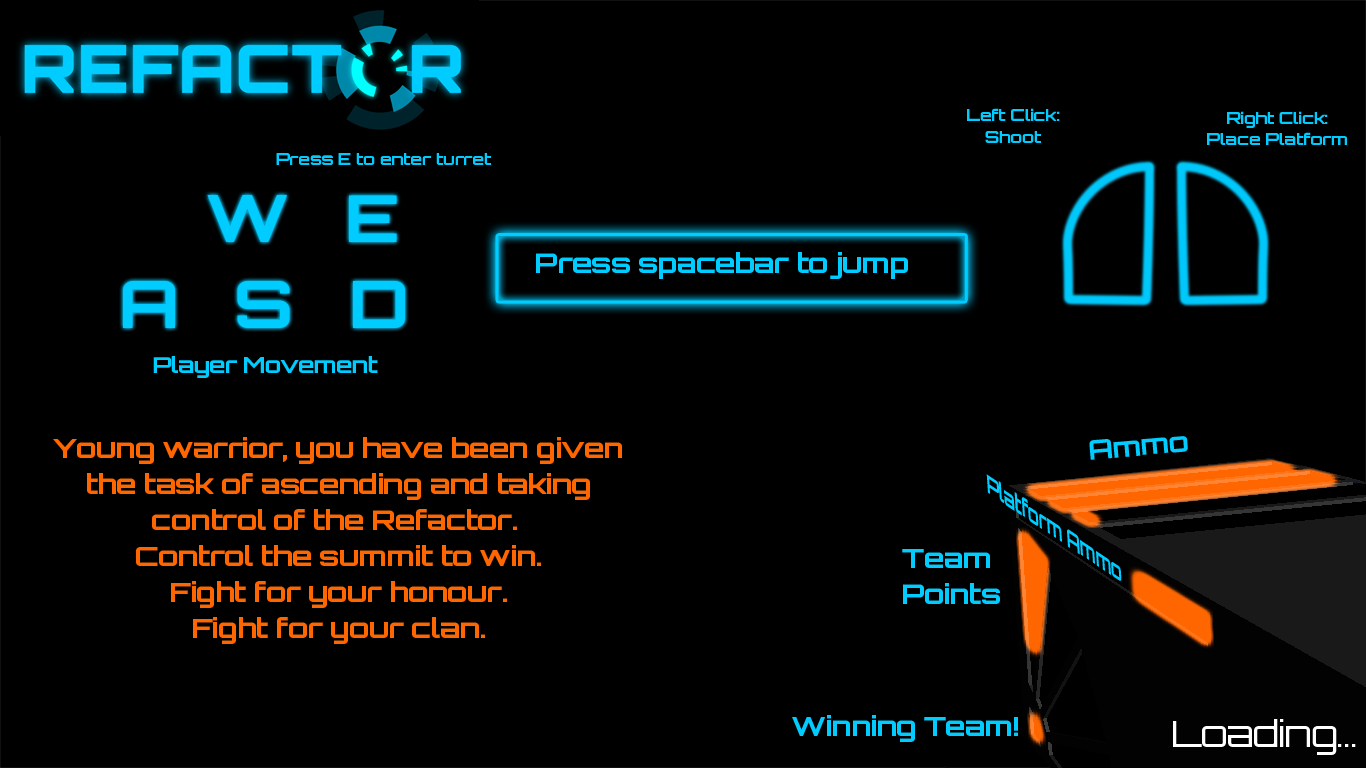 REFACTOR
Left Click:
Shoot
Right Click:
Place Platform
Press E to enter turret
W E
A S D
Press spacebar to jump
Player Movement
Young warrior, you have been given
the task of ascending and taking
control of the Refactor.
Control the summit to win.
Fight for your honour.
Fight for your clan.
Ammo
Platform Ammo
Team
Points
Winning Team!
Loading...